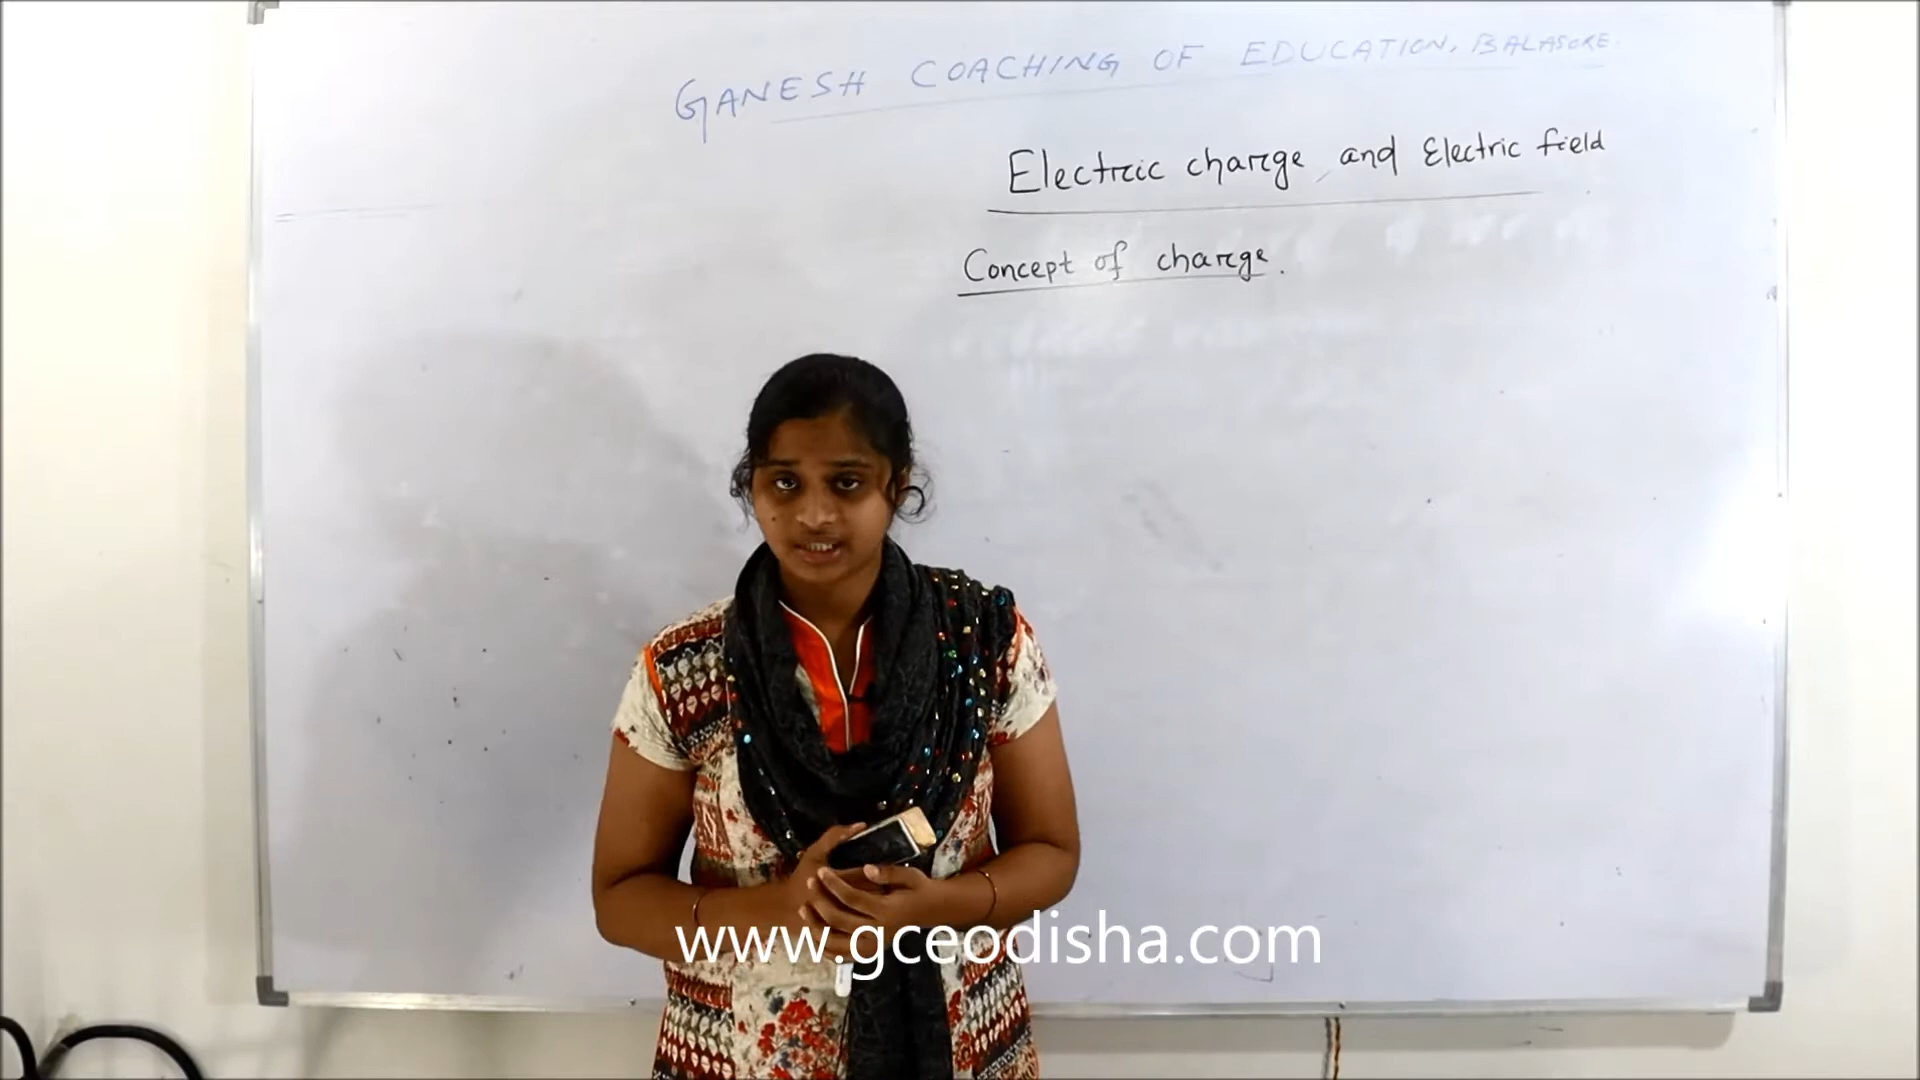 GANESH COACHING OF EDUCATION, BALASORE
Electric charge and Electric field
Concept of charge.
www.gceodisha.com